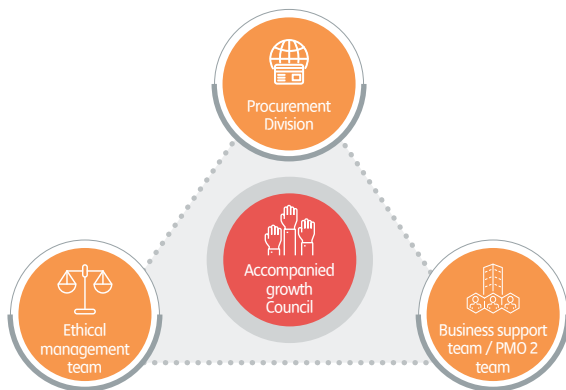 Procurement
Division
Accompanied
growth
Council
Ethical
management
team
Business support
team / PMO 2
team